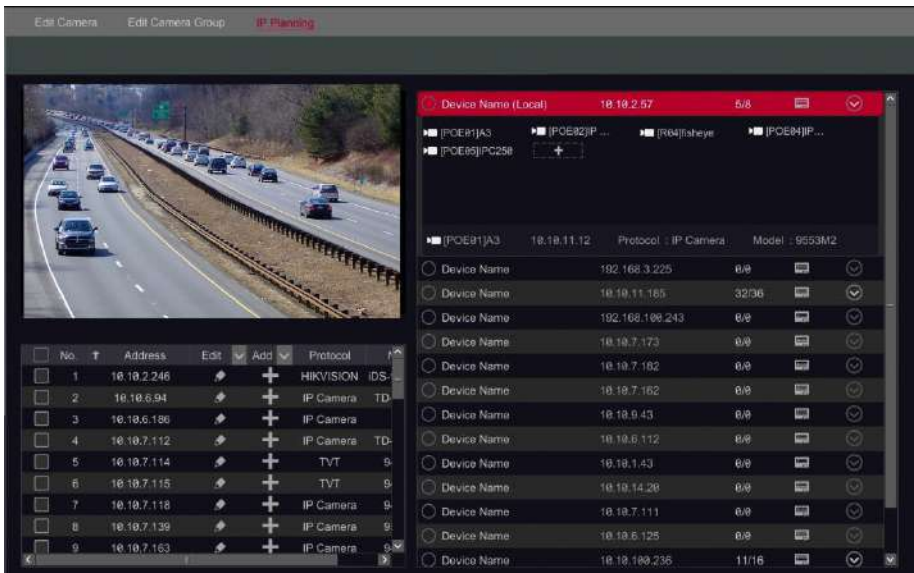 Edit Camera Edit Camera Group IP Planning
Device Name (Local) 10.10.2.57 5/8
[POE01]A3 [POE02]IP ... [R04]fisheye [POE04]IP...
[POE05]IPC250 +
[POE01]A3 10.10.11.12 Protocol : IP Camera Model : 9553M2
Device Name 192.168.3.225 0/0
Device Name 10.10.11.185 32/36
Device Name 192.168.100.243 0/0
Device Name 10.10.7.173 0/0
Device Name 10.10.7.182 0/0
Device Name 10.10.7.162 0/0
Device Name 10.10.9.43 0/0
Device Name 10.10.6.112 0/0
Device Name 10.10.1.43 0/0
Device Name 10.10.14.20 0/0
Device Name 10.10.7.111 0/0
Device Name 10.10.6.125 0/0
Device Name 10.10.100.236 11/16
No. Address Edit Add Protocol
1 10.10.2.246 HIKVISION iDS-
2 10.10.6.94 IP Camera TD-
3 10.10.6.186 IP Camera
4 10.10.7.112 IP Camera TD-
5 10.10.7.114 TVT 9
6 10.10.7.115 TVT 9
7 10.10.7.118 IP Camera 9
8 10.10.7.139 IP Camera 9
9 10.10.7.163 IP Camera 9